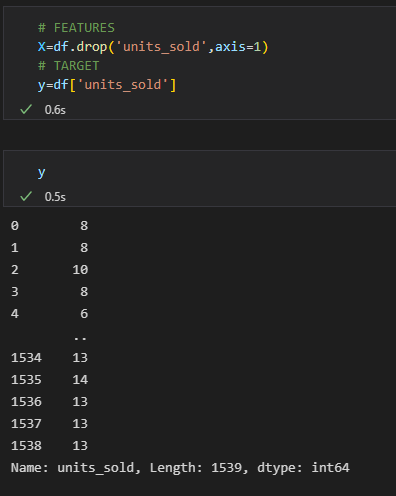 # FEATURES
X=df.drop('units_sold',axis=1)
# TARGET
y=df['units_sold']
0.6s
y
0.5s
0 8
1 8
2 10
3 8
4 6
..
1534 13
1535 14
1536 13
1537 13
1538 13
Name: units_sold, Length: 1539, dtype: int64